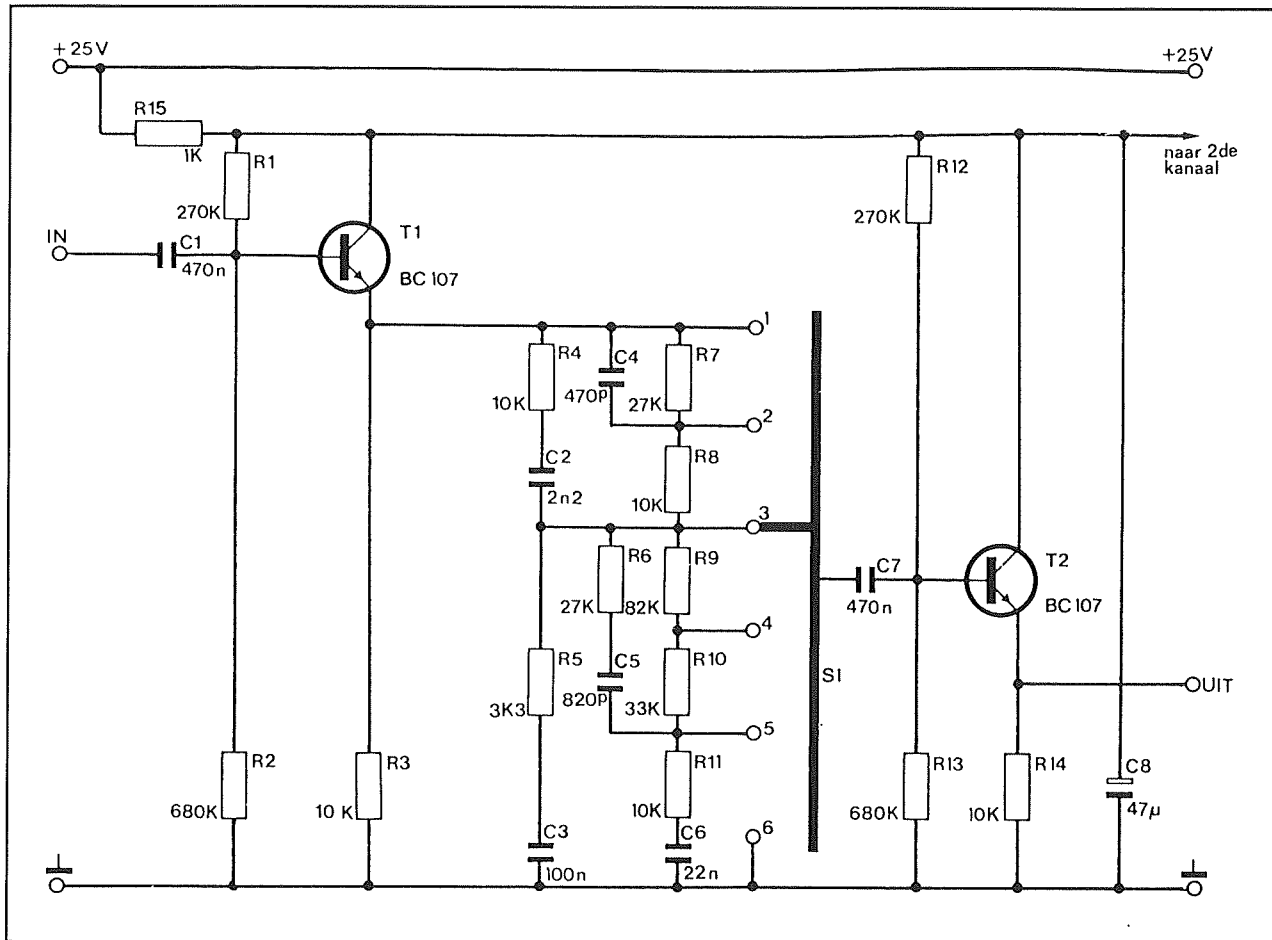 +25V
+25V
R15
1K
R1
270K
naar 2de
kanaal
R12
270K
IN
C1
470n
T1
BC 107
1
R4
10K
C4
470p
R7
27K
2
C2
2n2
R8
10K
3
R6
27K
R9
82K
C7
470n
T2
BC 107
4
R5
3K3
C5
820p
R10
33K
S1
UIT
5
R2
680K
R3
10 K
R11
10K
R13
680K
R14
10K
C8
47µ
C3
100n
C6
22n
6